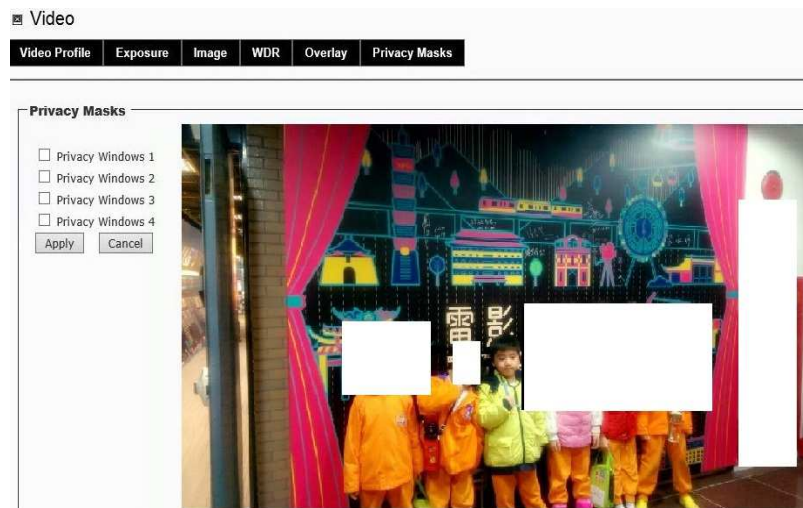 Video
Video Profile Exposure Image WDR Overlay Privacy Masks
Privacy Masks
Privacy Windows 1
Privacy Windows 2
Privacy Windows 3
Privacy Windows 4
Apply Cancel
電影